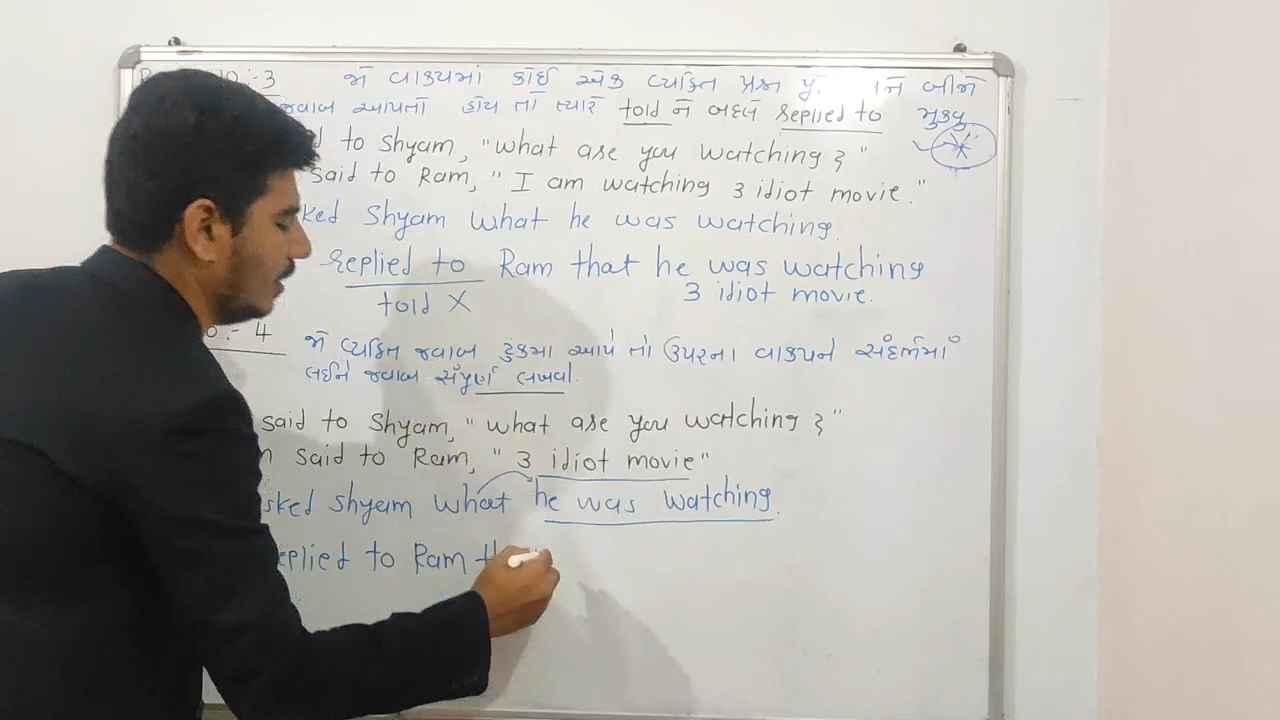 10 :- 3 જો વાક્યમાં કોઈ એક વ્યક્તિ પ્રશ્ન ને બીજો
જવાબ આપતો હોય તો ત્યારે told ને બદલે replied to મુકવુ
to Shyam, "What are you watching ? "
said to Ram, " I am watching 3 idiot movie."
ked Shyam what he was watching.
replied to Ram that he was watching
told X 3 idiot movie.
4 જો વ્યક્તિ જવાબ ટુંકમા આપે તો ઉપરના વાક્યને સંદર્ભમાં
લઈને જવાબ સંપુર્ણ લખવો.
said to Shyam, " what are you watching ? "
said to Ram, " 3 idiot movie"
sked shyam what he was watching.
eplied to Ram